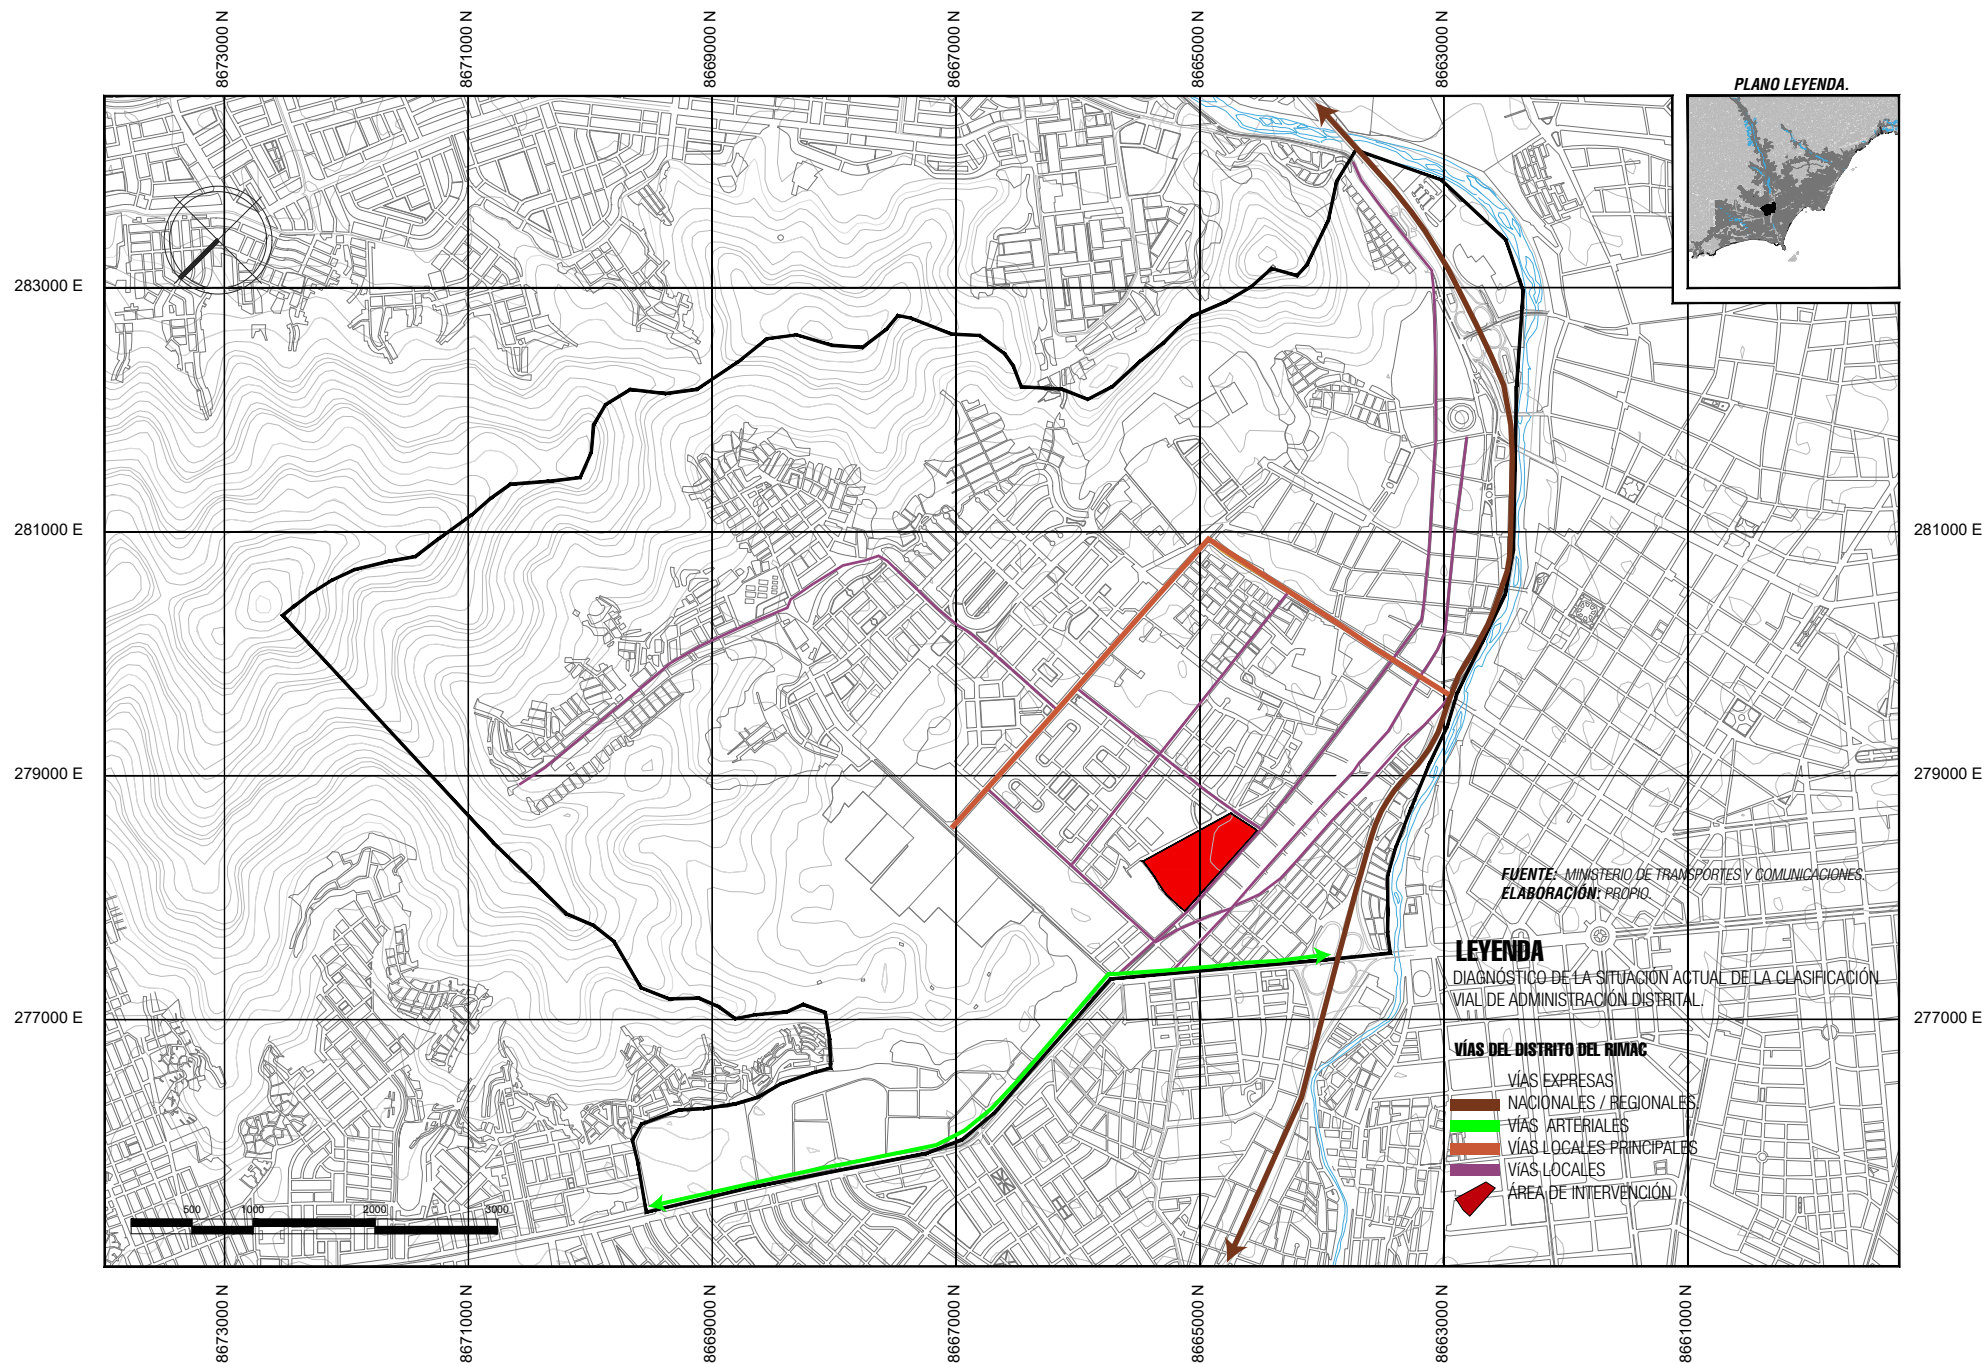 8673000 N
8671000 N
8669000 N
8667000 N
8665000 N
8663000 N
PLANO LEYENDA.
283000 E
281000 E
281000 E
279000 E
279000 E
FUENTE: MINISTERIO DE TRANSPORTES Y COMUNICACIONES.
ELABORACIÓN: PROPIO.
LEYENDA
DIAGNÓSTICO DE LA SITUACIÓN ACTUAL DE LA CLASIFICACIÓN
VIAL DE ADMINISTRACIÓN DISTRITAL.
277000 E
277000 E
VÍAS DEL DISTRITO DEL RIMAC
VÍAS EXPRESAS
NACIONALES / REGIONALES.
VÍAS ARTERIALES
VÍAS LOCALES PRINCIPALES
VíAS LOCALES
ÁREA DE INTERVENCIÓN
500 1000 2000 3000
8673000 N
8671000 N
8669000 N
8667000 N
8665000 N
8663000 N
8661000 N